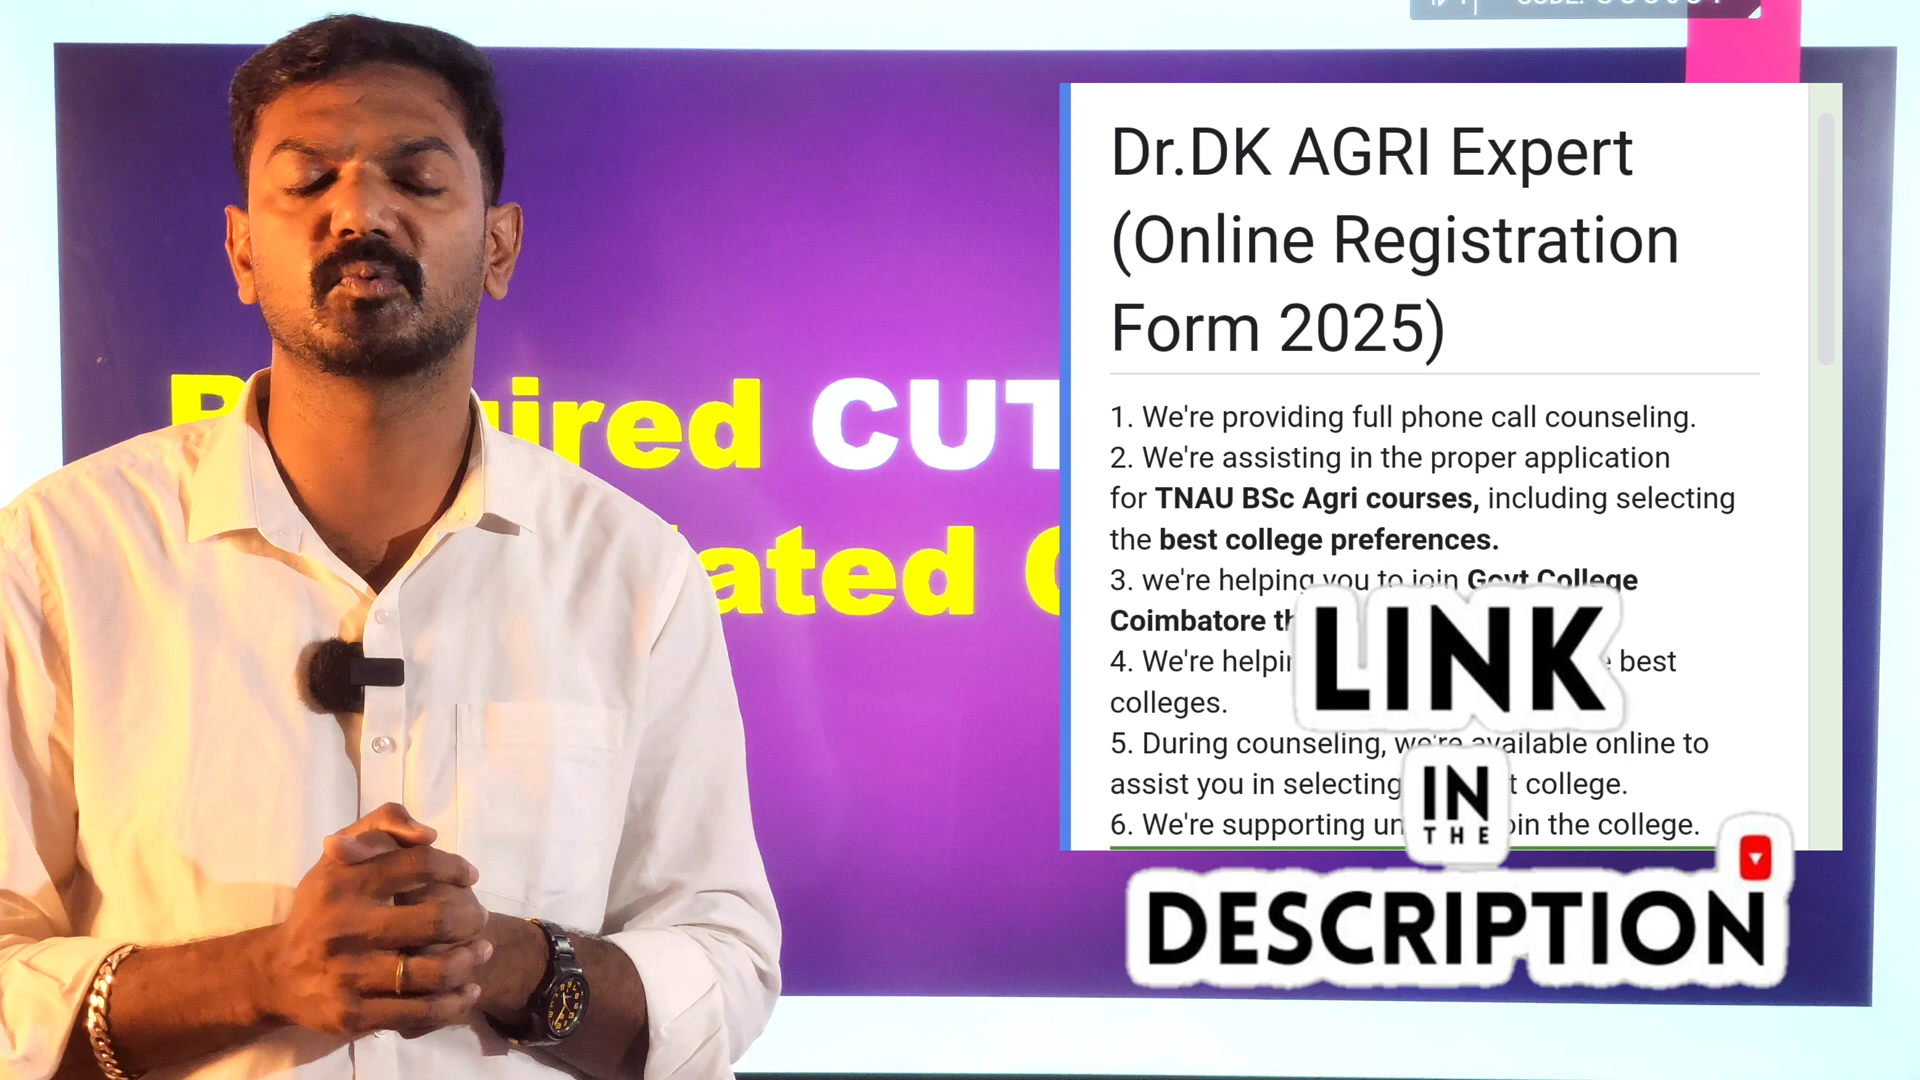 CUT
Dr.DK AGRI Expert
(Online Registration
Form 2025)
1. We're providing full phone call counseling.
2. We're assisting in the proper application
for TNAU BSc Agri courses, including selecting
the best college preferences.
3. we're helping you to join Govt College
Coimbatore
4. We're best
colleges.
5. During counseling, we're available online to
assist you in selecting college.
6. We're supporting the college.
LINK
IN
THE
DESCRIPTION